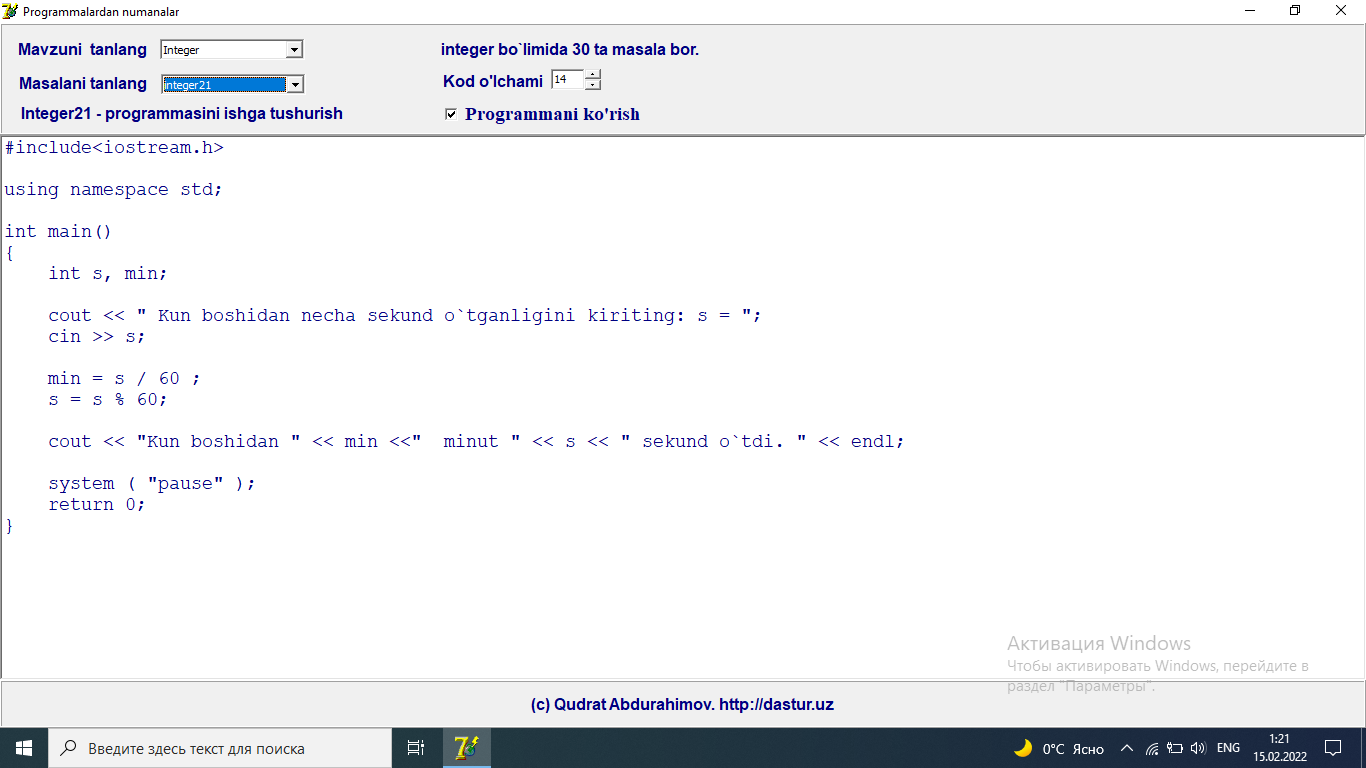 Programmalardan numanalar
Mavzuni  tanlang
Integer
integer bo`limida 30 ta masala bor.
Masalani tanlang
integer21
Kod o'lchami
14
Integer21 - programmasini ishga tushurish
Programmani ko'rish
#include<iostream.h>
using namespace std;
int main()
{
    int s, min;
    cout << " Kun boshidan necha sekund o`tganligini kiriting: s = ";
    cin >> s;
    min = s / 60 ;
    s = s % 60;
    cout << "Kun boshidan " << min <<"  minut " << s << " sekund o`tdi. " << endl;
    system ( "pause" );
    return 0;
}
Активация Windows
Чтобы активировать Windows, перейдите в
раздел "Параметры".
(c) Qudrat Abdurahimov. http://dastur.uz
Введите здесь текст для поиска
0°C  Ясно
ENG
1:21
15.02.2022